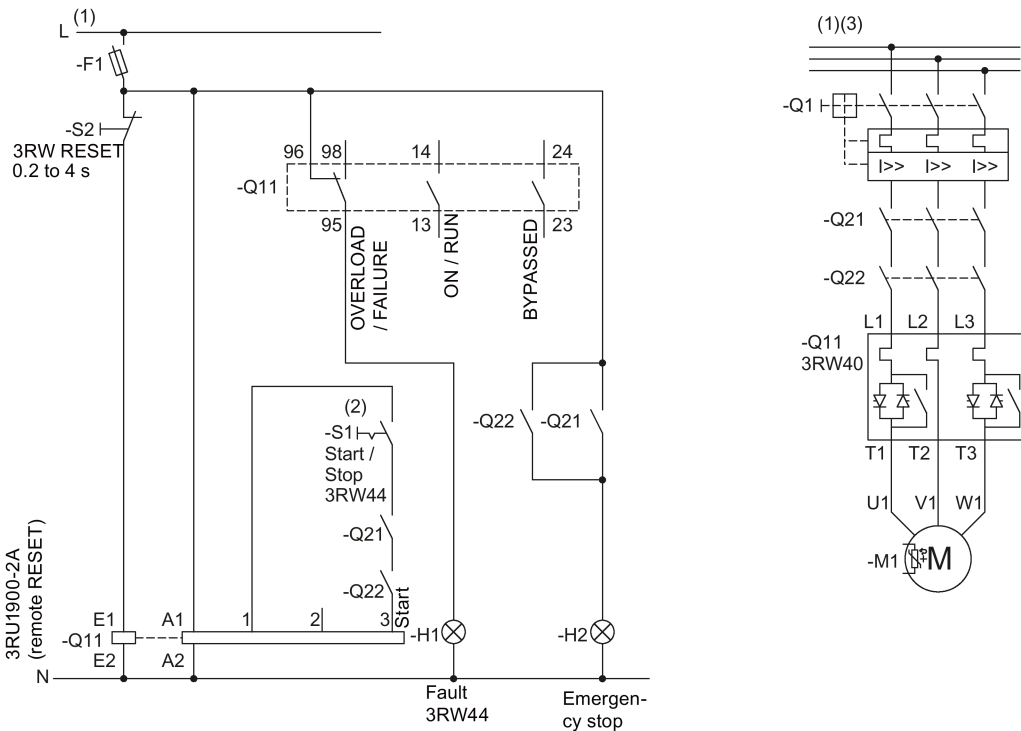 L (1)
-F1
-S2
3RW RESET
0.2 to 4 s
96 98 14 24
-Q11
95 13 23
OVERLOAD
/ FAILURE
ON / RUN
BYPASSED
(2)
-S1
Start /
Stop
3RW44
-Q21
-Q22
Start
-Q22 -Q21
3RU1900-2A
(remote RESET)
E1 A1 1 2 3
-Q11
E2 A2
-H1 -H2
N
Fault
3RW44
Emergen-
cy stop
(1)(3)
-Q1
I>> I>> I>>
-Q21
-Q22
L1 L2 L3
-Q11
3RW40
T1 T2 T3
U1 V1 W1
-M1 M